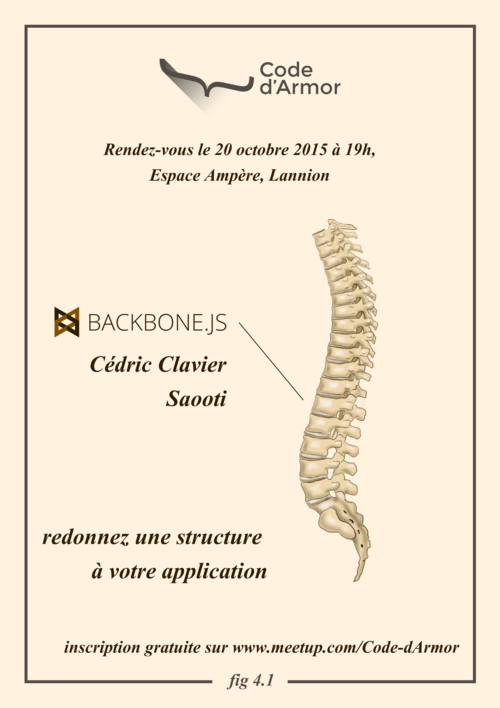 Code
d'Armor
Rendez-vous le 20 octobre 2015 à 19h,
Espace Ampère, Lannion
BACKBONE.JS
Cédric Clavier
Saooti
redonnez une structure
à votre application
inscription gratuite sur www.meetup.com/Code-dArmor
fig 4.1